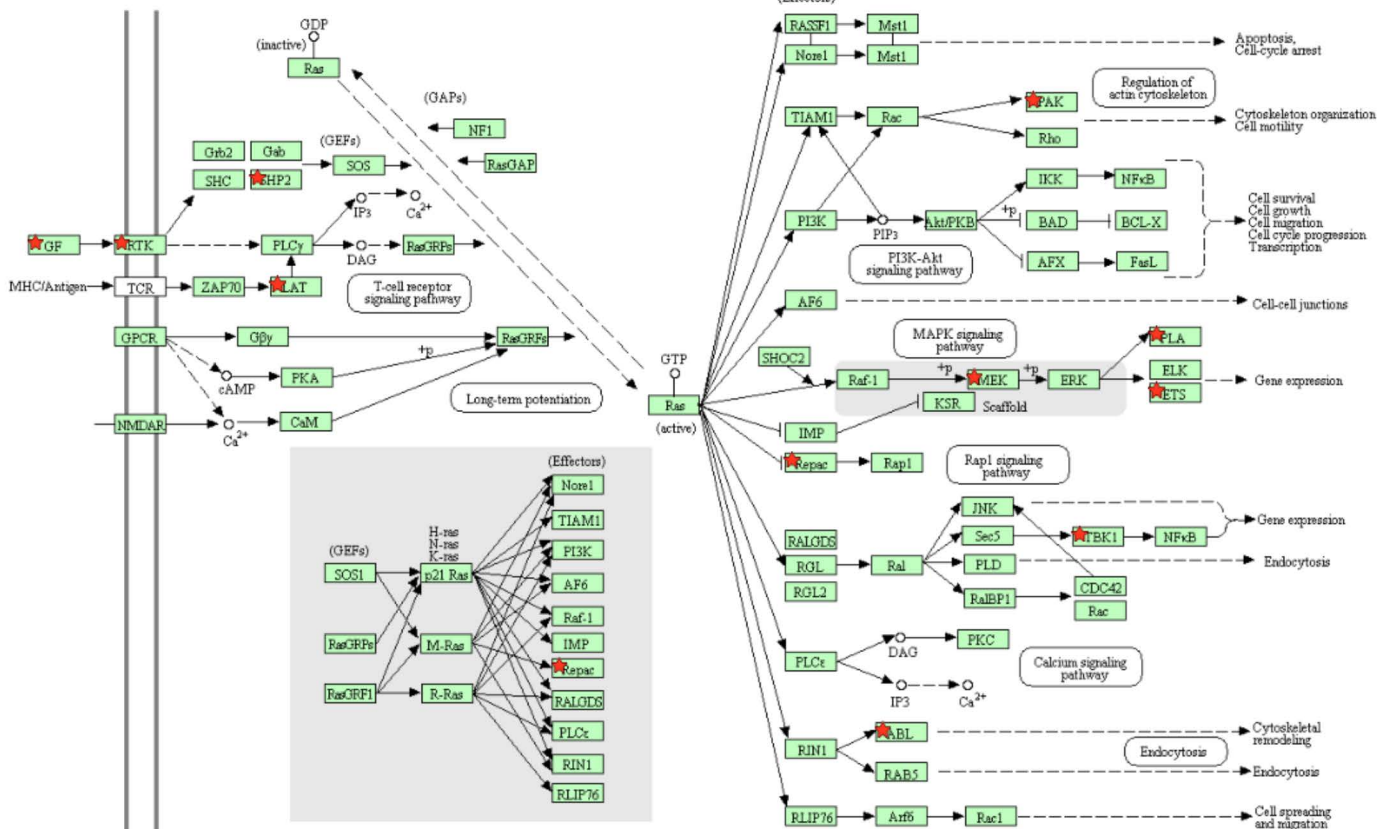 GDP
(inactive)
Ras
(GAPs)
NF1
RasGAP
(GEFs)
Grb2
Gab
SOS
SHC
SHP2
IP3
Ca2+
GF
RTK
PLCγ
DAG
RasGRPs
MHC/Antigen
TCR
ZAP70
LAT
T-cell receptor
signaling pathway
GPCR
Gβγ
RasGRFs
+p
cAMP
PKA
Long-term potentiation
NMDAR
Ca2+
CaM
GTP
Ras
(active)
(GEFs)
SOS1
RasGRPs
RasGRF1
H-ras
N-ras
K-ras
p21 Ras
M-Ras
R-Ras
(Effectors)
Nore1
TIAM1
PI3K
AF6
Raf-1
IMP
Repac
RALGDS
PLCε
RIN1
RLIP76
RASSF1
Mst1
Nore1
Mst1
Apoptosis,
Cell-cycle arrest
Regulation of
actin cytoskeleton
TIAM1
Rac
PAK
Rho
Cytoskeleton organization
Cell motility
PI3K
PIP3
Akt/PKB
+p
IKK
NFκB
BAD
BCL-X
AFX
FasL
PI3K-Akt
signaling pathway
Cell survival
Cell growth
Cell migration
Cell cycle progression
Transcription
AF6
Cell-cell junctions
MAPK signaling
pathway
SHOC2
Raf-1
+p
MEK
+p
ERK
PLA
ELK
ETS
Gene expression
KSR
Scaffold
IMP
Repac
Rap1
Rap1 signaling
pathway
RALGDS
RGL
RGL2
Ral
JNK
Sec5
TBK1
NFκB
Gene expression
PLD
Endocytosis
RalBP1
CDC42
Rac
PLCε
DAG
PKC
IP3
Ca2+
Calcium signaling
pathway
RIN1
ABL
Cytoskeletal
remodeling
RAB5
Endocytosis
Endocytosis
RLIP76
Arf6
Rac1
Cell spreading
and migration